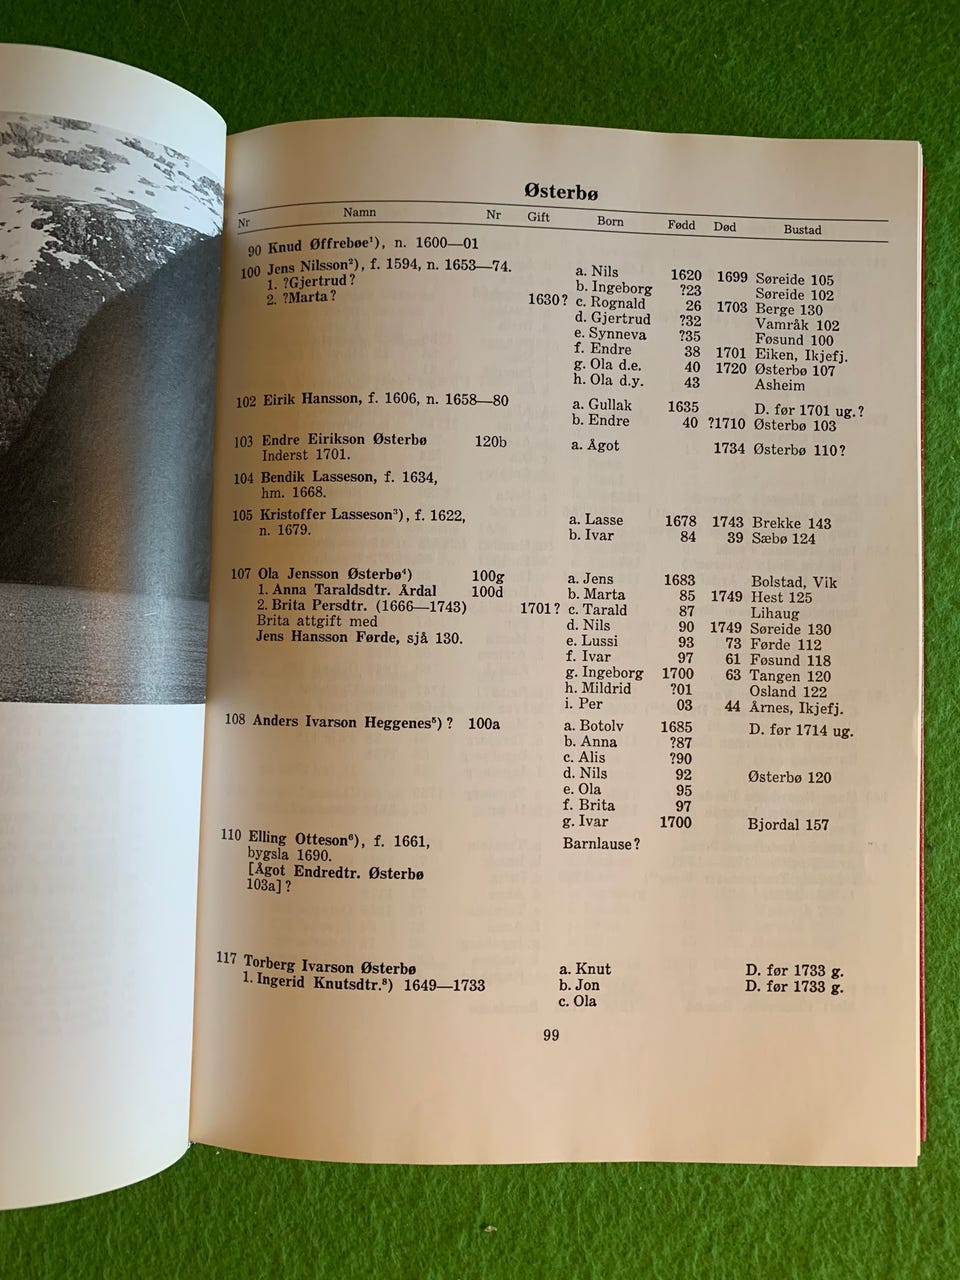 Østerbø
Nr Namn Nr Gift Born Fødd Død Bustad
90 Knud Øffrebøe¹), n. 1600—01
100 Jens Nilsson²), f. 1594, n. 1653—74. a. Nils 1620 1699 Søreide 105
1. ?Gjertrud? b. Ingeborg ?23 Søreide 102
2. ?Marta? 1630? c. Rognald 26 1703 Berge 130
d. Gjertrud ?32 Vamråk 102
e. Synneva ?35 Føsund 100
f. Endre 38 1701 Eiken, Ikjefj.
g. Ola d.e. 40 1720 Østerbø 107
h. Ola d.y. 43 Asheim
102 Eirik Hansson, f. 1606, n. 1658—80 a. Gullak 1635 D. før 1701 ug.?
b. Endre 40 ?1710 Østerbø 103
103 Endre Eirikson Østerbø 120b a. Ågot 1734 Østerbø 110?
Inderst 1701.
104 Bendik Lasseson, f. 1634,
hm. 1668.
105 Kristoffer Lasseson³), f. 1622, a. Lasse 1678 1743 Brekke 143
n. 1679. b. Ivar 84 39 Sæbø 124
107 Ola Jensson Østerbø⁴) 100g a. Jens 1683 Bolstad, Vik
1. Anna Taraldsdtr. Årdal 100d b. Marta 85 1749 Hest 125
2. Brita Persdtr. (1666—1743) 1701? c. Tarald 87 Lihaug
Brita attgift med d. Nils 90 1749 Søreide 130
Jens Hansson Førde, sjå 130. e. Lussi 93 73 Førde 112
f. Ivar 97 61 Føsund 118
g. Ingeborg 1700 63 Tangen 120
h. Mildrid ?01 Osland 122
i. Per 03 44 Årnes, Ikjefj.
108 Anders Ivarson Heggenes⁵) ? 100a a. Botolv 1685 D. før 1714 ug.
b. Anna ?87
c. Alis ?90
d. Nils 92 Østerbø 120
e. Ola 95
f. Brita 97
g. Ivar 1700 Bjordal 157
110 Elling Otteson⁶), f. 1661, Barnlause?
bygsla 1690.
[Ågot Endredtr. Østerbø
103a] ?
117 Torberg Ivarson Østerbø a. Knut D. før 1733 g.
1. Ingerid Knutsdtr.⁸) 1649—1733 b. Jon D. før 1733 g.
c. Ola
99